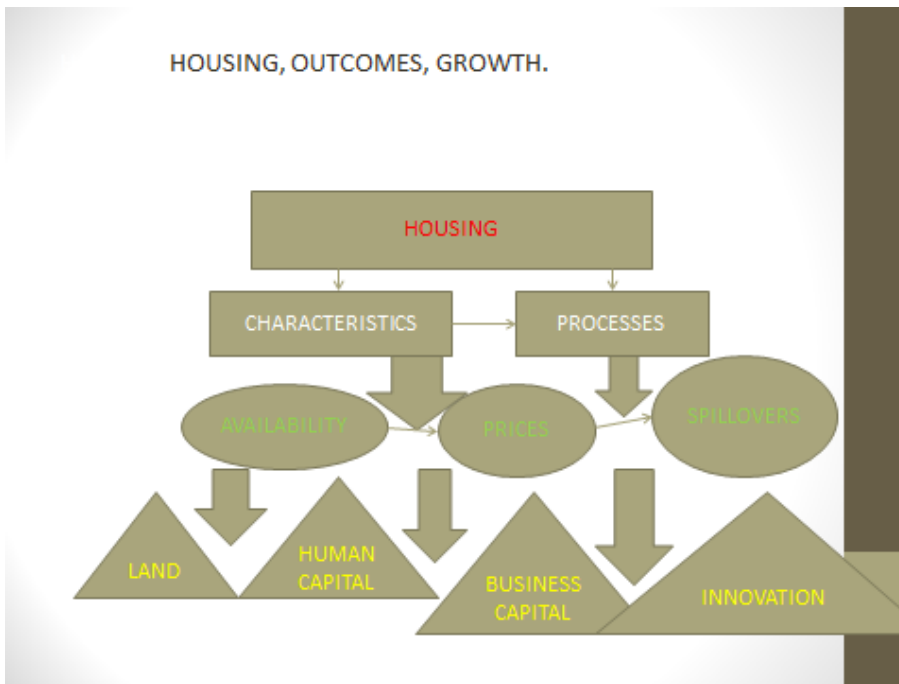 HOUSING, OUTCOMES, GROWTH.
HOUSING
CHARACTERISTICS
PROCESSES
AVAILABILITY
PRICES
SPILLOVERS
LAND
HUMAN
CAPITAL
BUSINESS
CAPITAL
INNOVATION